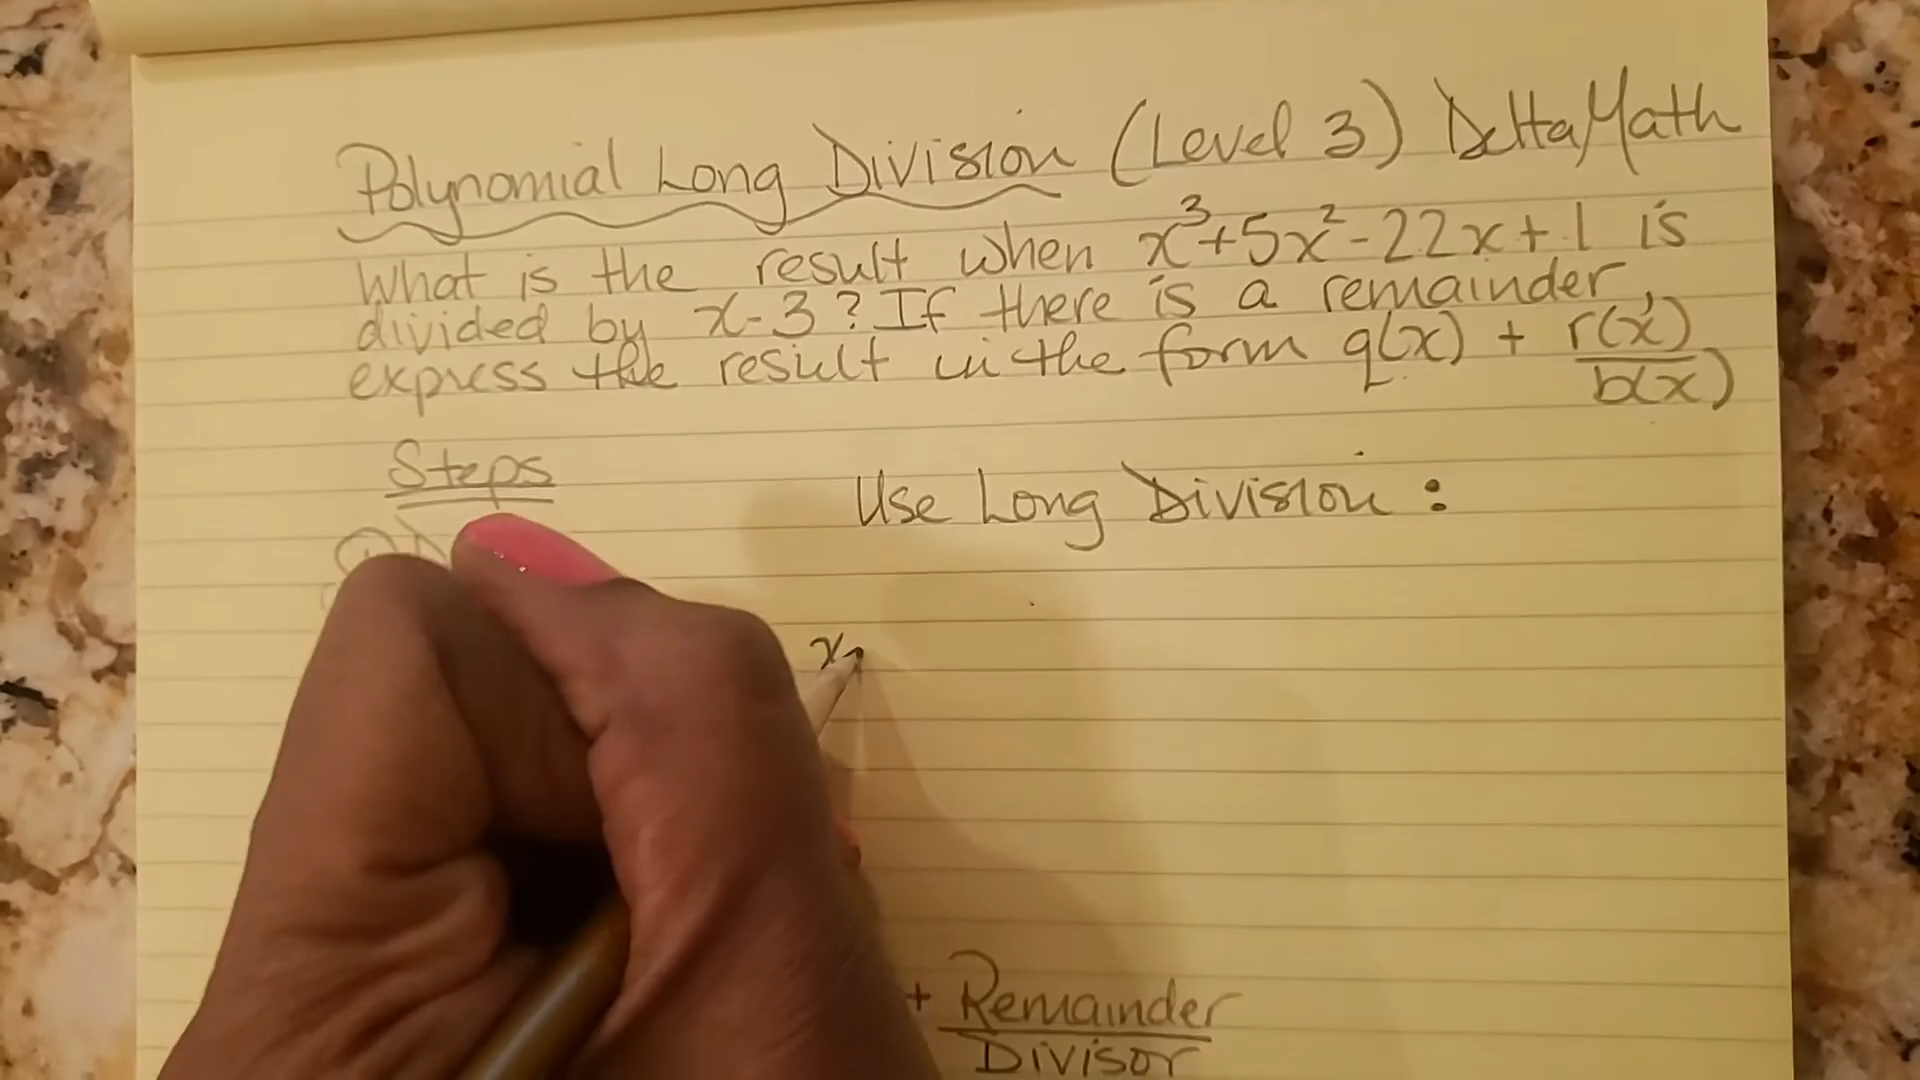 Polynomial Long Division (Level 3) DeltaMath
What is the result when x³+5x²-22x+1 is
divided by x-3? If there is a remainder,
express the result in the form q(x) + r(x)/b(x)
Steps
Use Long Division:
x
+ Remainder
Divisor